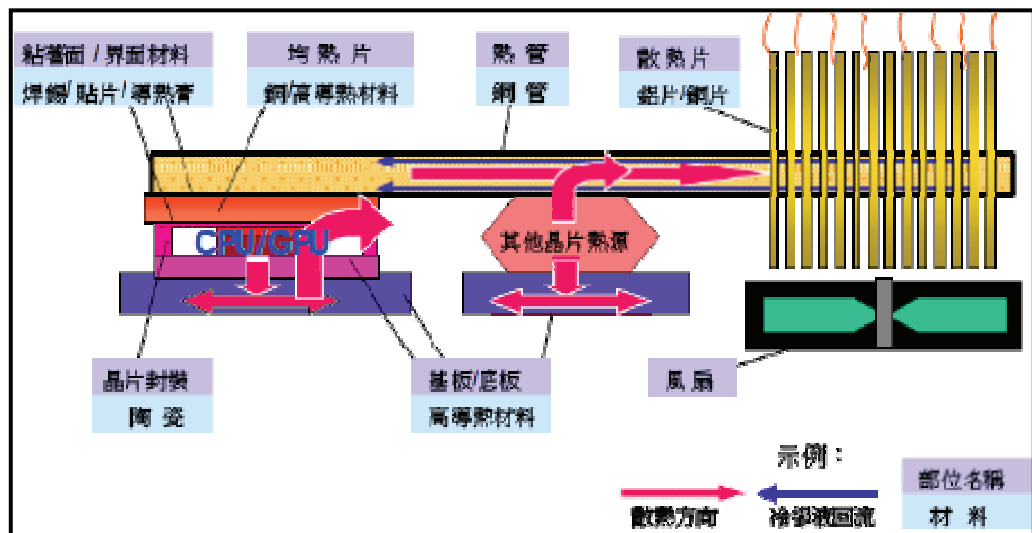 粘著面/界面材料
焊錫/貼片/導熱膏
均熱片
銅/高導熱材料
熱管
銅管
散熱片
鋁片/銅片
CPU/GPU
其他晶片熱源
晶片封裝
陶瓷
基板/底板
高導熱材料
風扇
示例：
散熱方向
冷卻液回流
部位名稱
材料